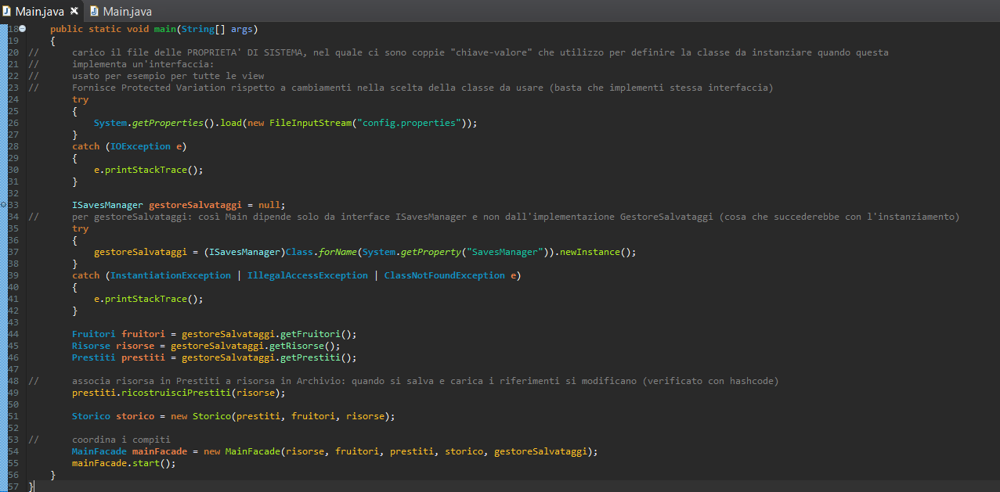 Main.java Main.java
18 public static void main(String[] args)
19 {
20 // carico il file delle PROPRIETA' DI SISTEMA, nel quale ci sono coppie "chiave-valore" che utilizzo per definire la classe da instanziare quando questa
21 // implementa un'interfaccia:
22 // usato per esempio per tutte le view
23 // Fornisce Protected Variation rispetto a cambiamenti nella scelta della classe da usare (basta che implementi stessa interfaccia)
24 try
25 {
26 System.getProperties().load(new FileInputStream("config.properties"));
27 }
28 catch (IOException e)
29 {
30 e.printStackTrace();
31 }
32
33 ISavesManager gestoreSalvataggi = null;
34 // per gestoreSalvataggi: così Main dipende solo da interface ISavesManager e non dall'implementazione GestoreSalvataggi (cosa che succederebbe con l'instanziamento)
35 try
36 {
37 gestoreSalvataggi = (ISavesManager)Class.forName(System.getProperty("SavesManager")).newInstance();
38 }
39 catch (InstantiationException | IllegalAccessException | ClassNotFoundException e)
40 {
41 e.printStackTrace();
42 }
43
44 Fruitori fruitori = gestoreSalvataggi.getFruitori();
45 Risorse risorse = gestoreSalvataggi.getRisorse();
46 Prestiti prestiti = gestoreSalvataggi.getPrestiti();
47
48 // associa risorsa in Prestiti a risorsa in Archivio: quando si salva e carica i riferimenti si modificano (verificato con hashcode)
49 prestiti.ricostruisciPrestiti(risorse);
50
51 Storico storico = new Storico(prestiti, fruitori, risorse);
52
53 // coordina i compiti
54 MainFacade mainFacade = new MainFacade(risorse, fruitori, prestiti, storico, gestoreSalvataggi);
55 mainFacade.start();
56 }
57 }